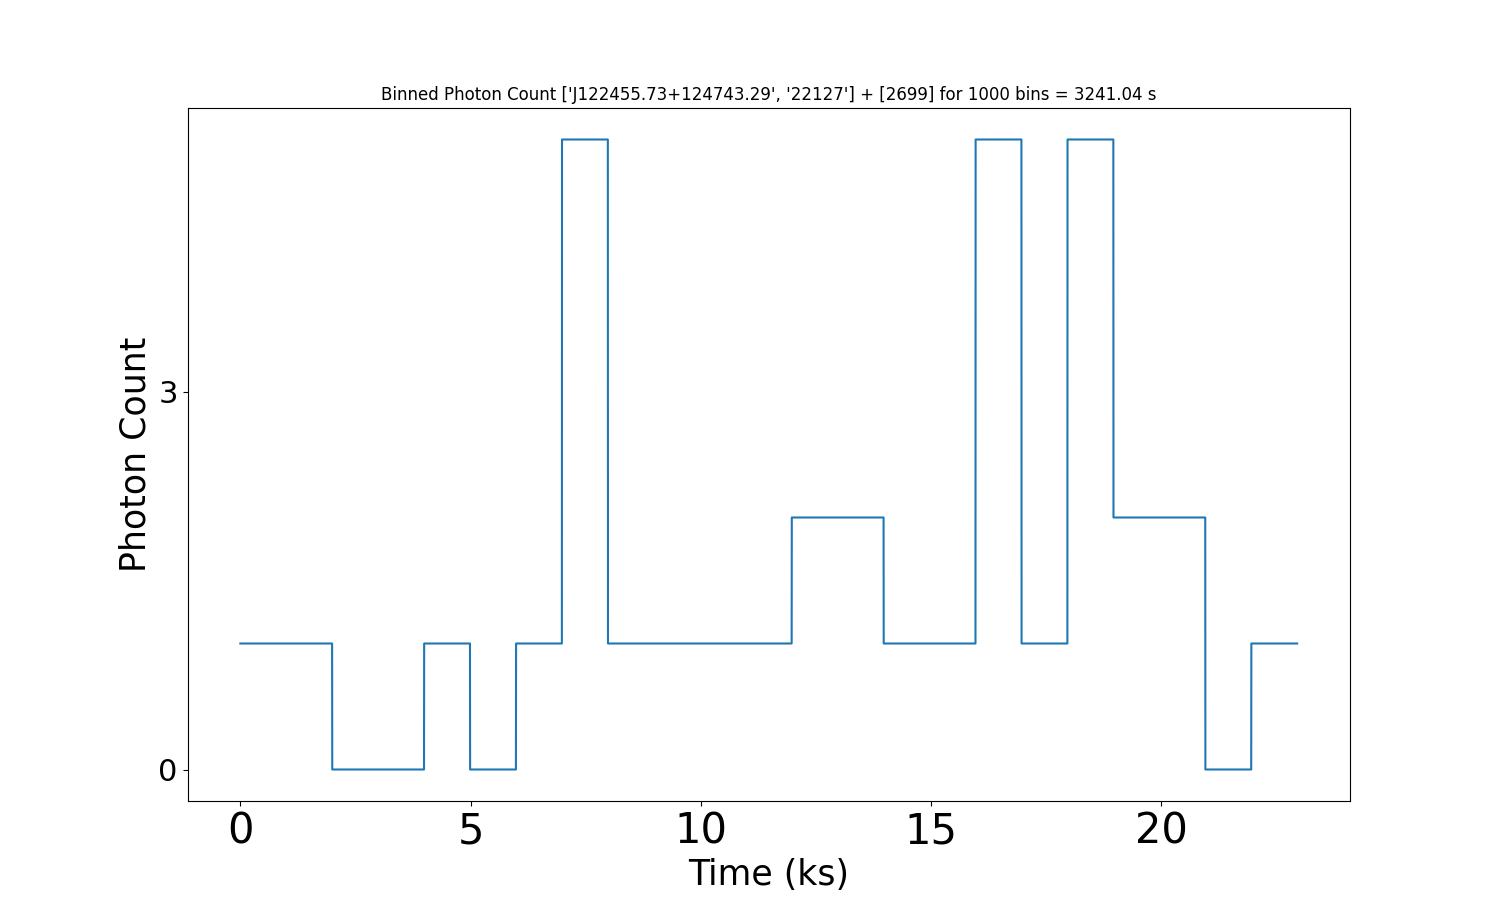 Binned Photon Count ['J122455.73+124743.29', '22127'] + [2699] for 1000 bins = 3241.04 s
Photon Count
3
0
0 5 10 15 20
Time (ks)